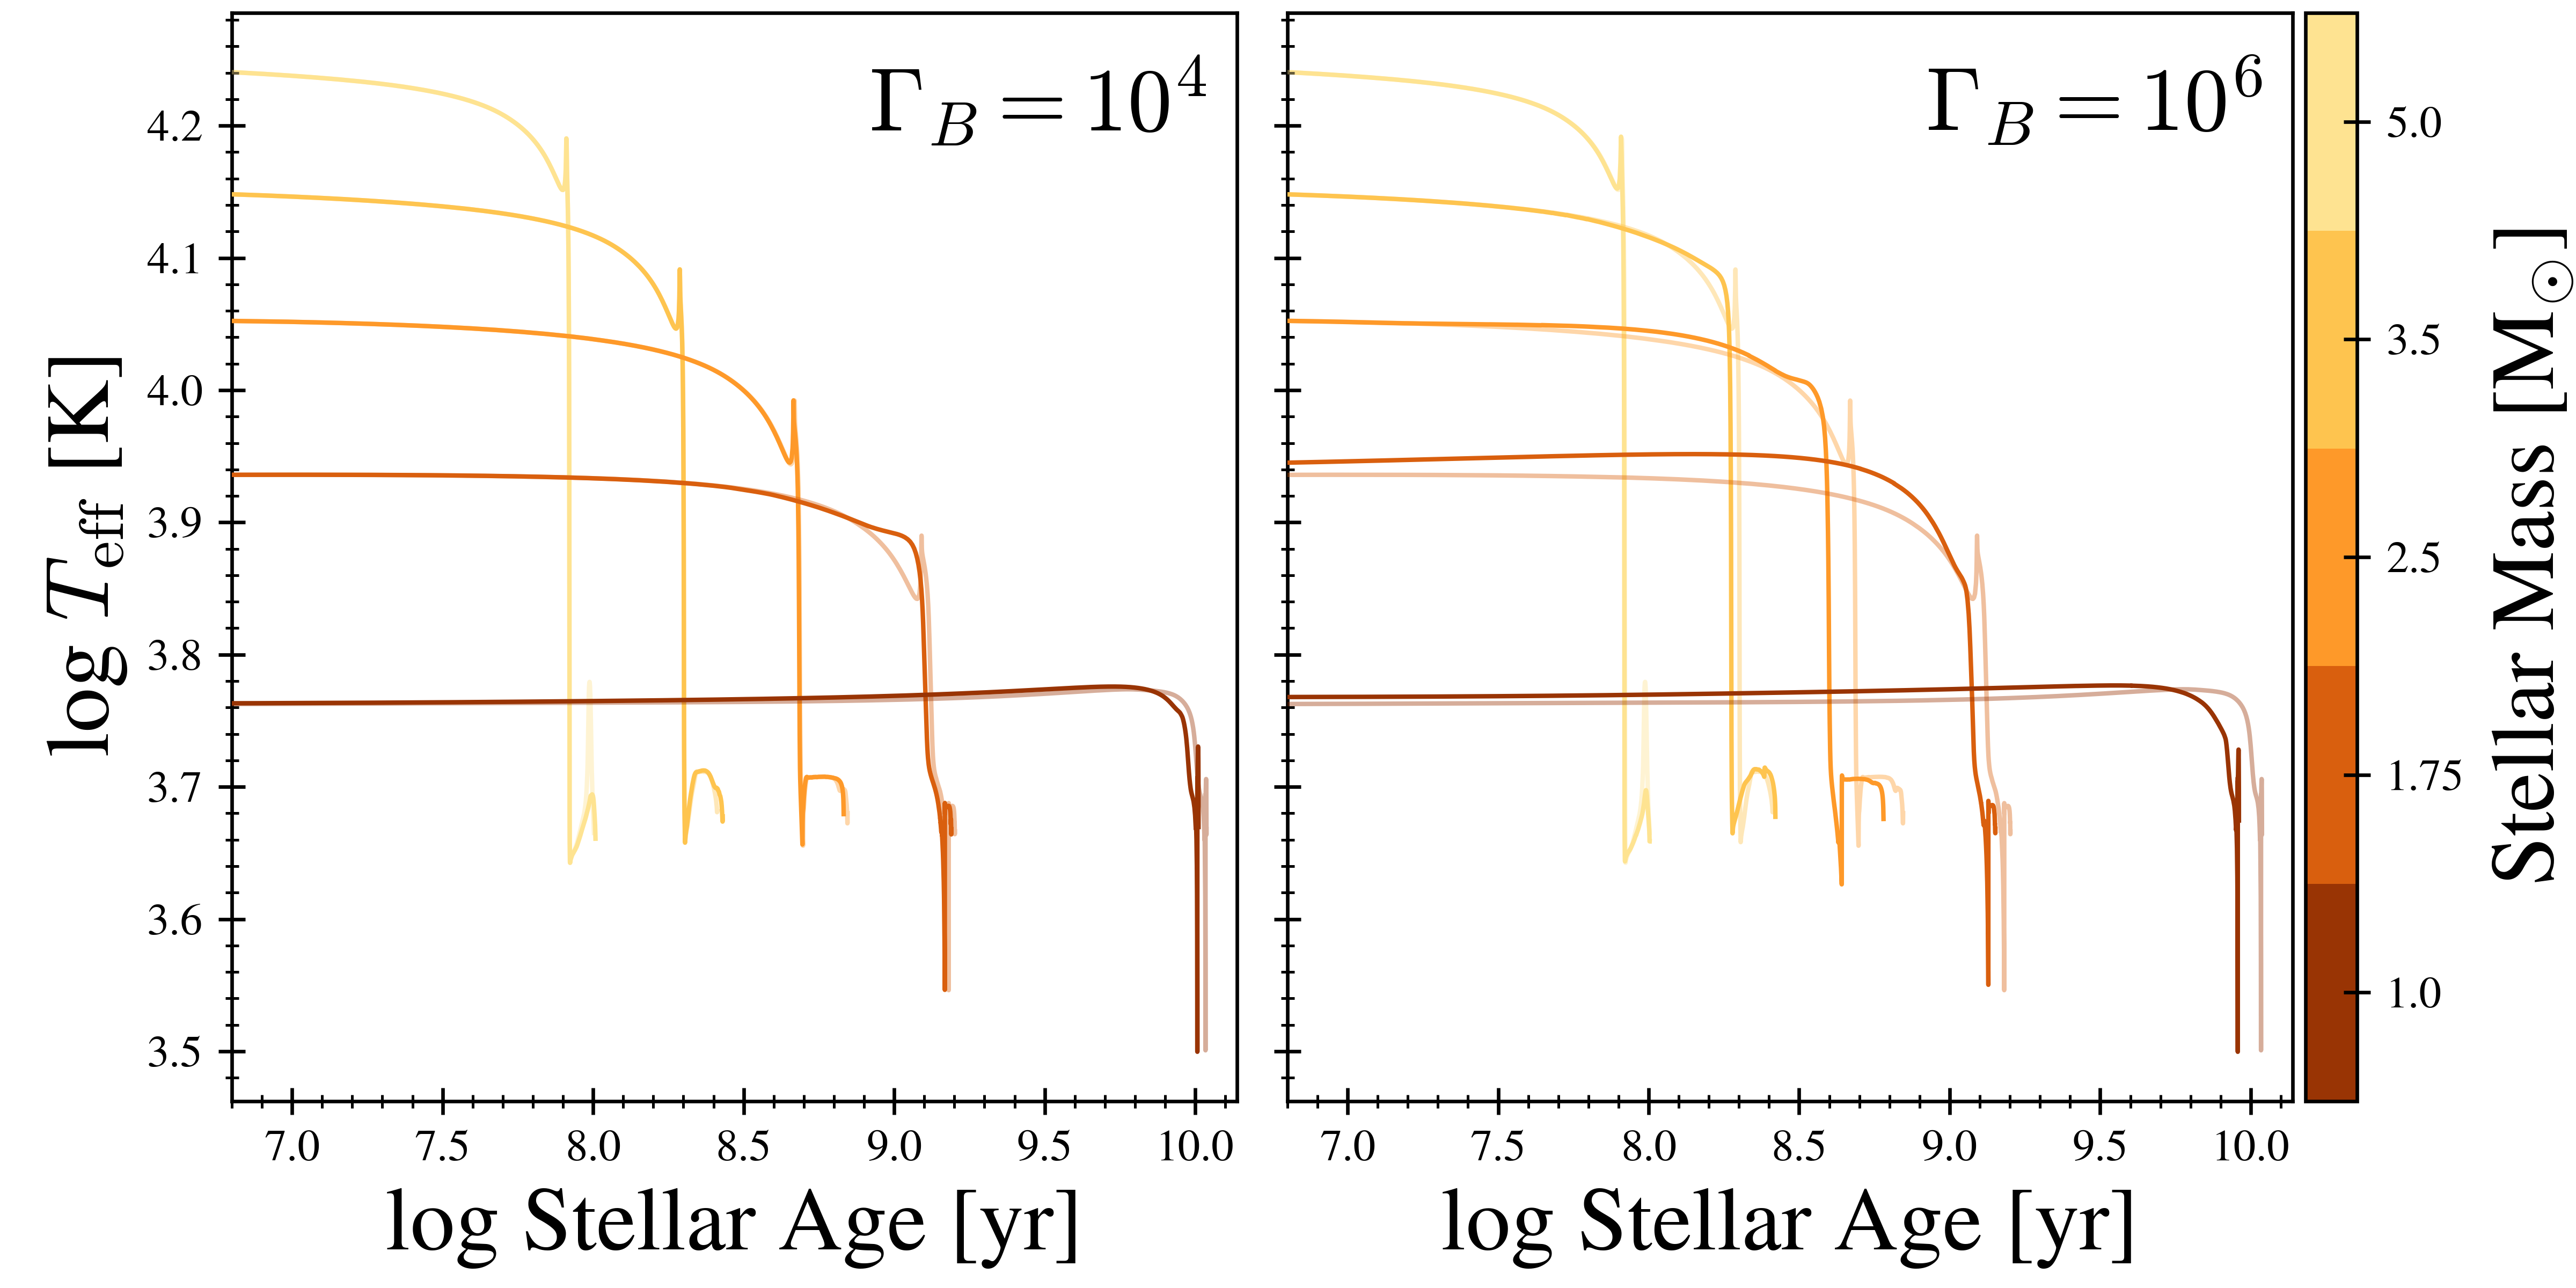 Γ_B = 10^4
Γ_B = 10^6
log T_eff [K]
4.2
4.1
4.0
3.9
3.8
3.7
3.6
3.5
7.0 7.5 8.0 8.5 9.0 9.5 10.0
7.0 7.5 8.0 8.5 9.0 9.5 10.0
log Stellar Age [yr]
log Stellar Age [yr]
5.0
3.5
2.5
1.75
1.0
Stellar Mass [M_⊙]